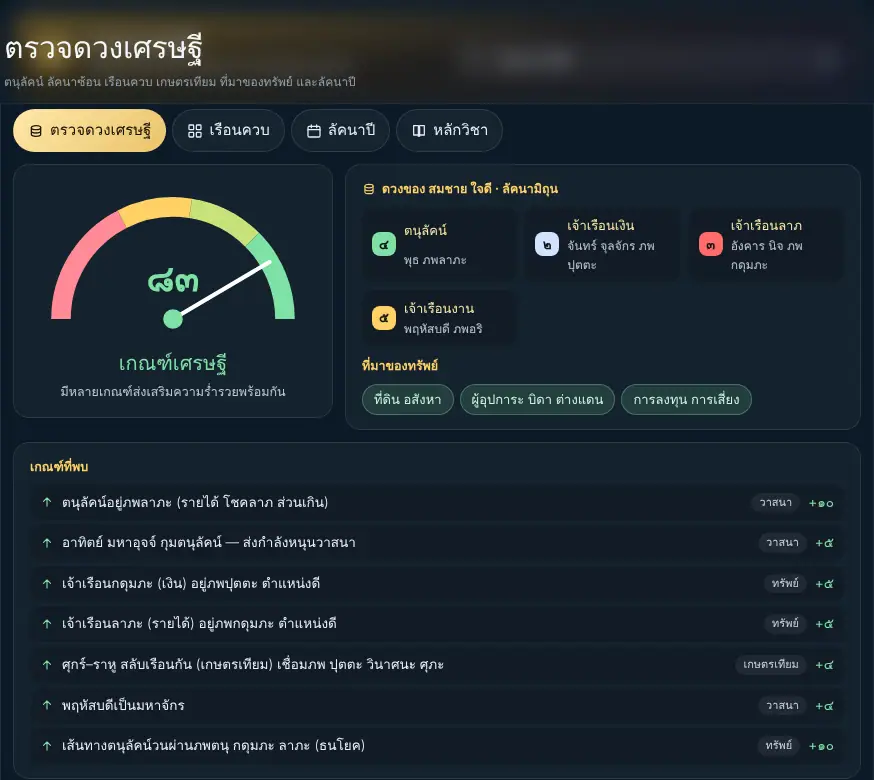 ตรวจดวงเศรษฐี
ตนุลัคน์ ลัคนาซ้อน เรือนควบ เกษตรเทียม ที่มาของทรัพย์ และลัคนาปี
ตรวจดวงเศรษฐี
เรือนควบ
ลัคนาปี
หลักวิชา
๘๓
เกณฑ์เศรษฐี
มีหลายเกณฑ์ส่งเสริมความร่ำรวยพร้อมกัน
ดวงของ สมชาย ใจดี · ลัคนามิถุน
๔
ตนุลัคน์
พุธ ภพลาภะ
๒
เจ้าเรือนเงิน
จันทร์ จุลจักร ภพ
ปุตตะ
๓
เจ้าเรือนลาภ
อังคาร นิจ ภพ
กดุมภะ
๕
เจ้าเรือนงาน
พฤหัสบดี ภพอริ
ที่มาของทรัพย์
ที่ดิน อสังหา
ผู้อุปการะ บิดา ต่างแดน
การลงทุน การเสี่ยง
เกณฑ์ที่พบ
↑ ตนุลัคน์อยู่ภพลาภะ (รายได้ โชคลาภ ส่วนเกิน) วาสนา +๑๐
↑ อาทิตย์ มหาอุจจ์ กุมตนุลัคน์ — ส่งกำลังหนุนวาสนา วาสนา +๕
↑ เจ้าเรือนกดุมภะ (เงิน) อยู่ภพปุตตะ ตำแหน่งดี ทรัพย์ +๕
↑ เจ้าเรือนลาภะ (รายได้) อยู่ภพกดุมภะ ตำแหน่งดี ทรัพย์ +๕
↑ ศุกร์–ราหู สลับเรือนกัน (เกษตรเทียม) เชื่อมภพ ปุตตะ วินาศนะ ศุภะ เกษตรเทียม +๔
↑ พฤหัสบดีเป็นมหาจักร วาสนา +๔
↑ เส้นทางตนุลัคน์วนผ่านภพตนุ กดุมภะ ลาภะ (ธนโยค) ทรัพย์ +๑๐